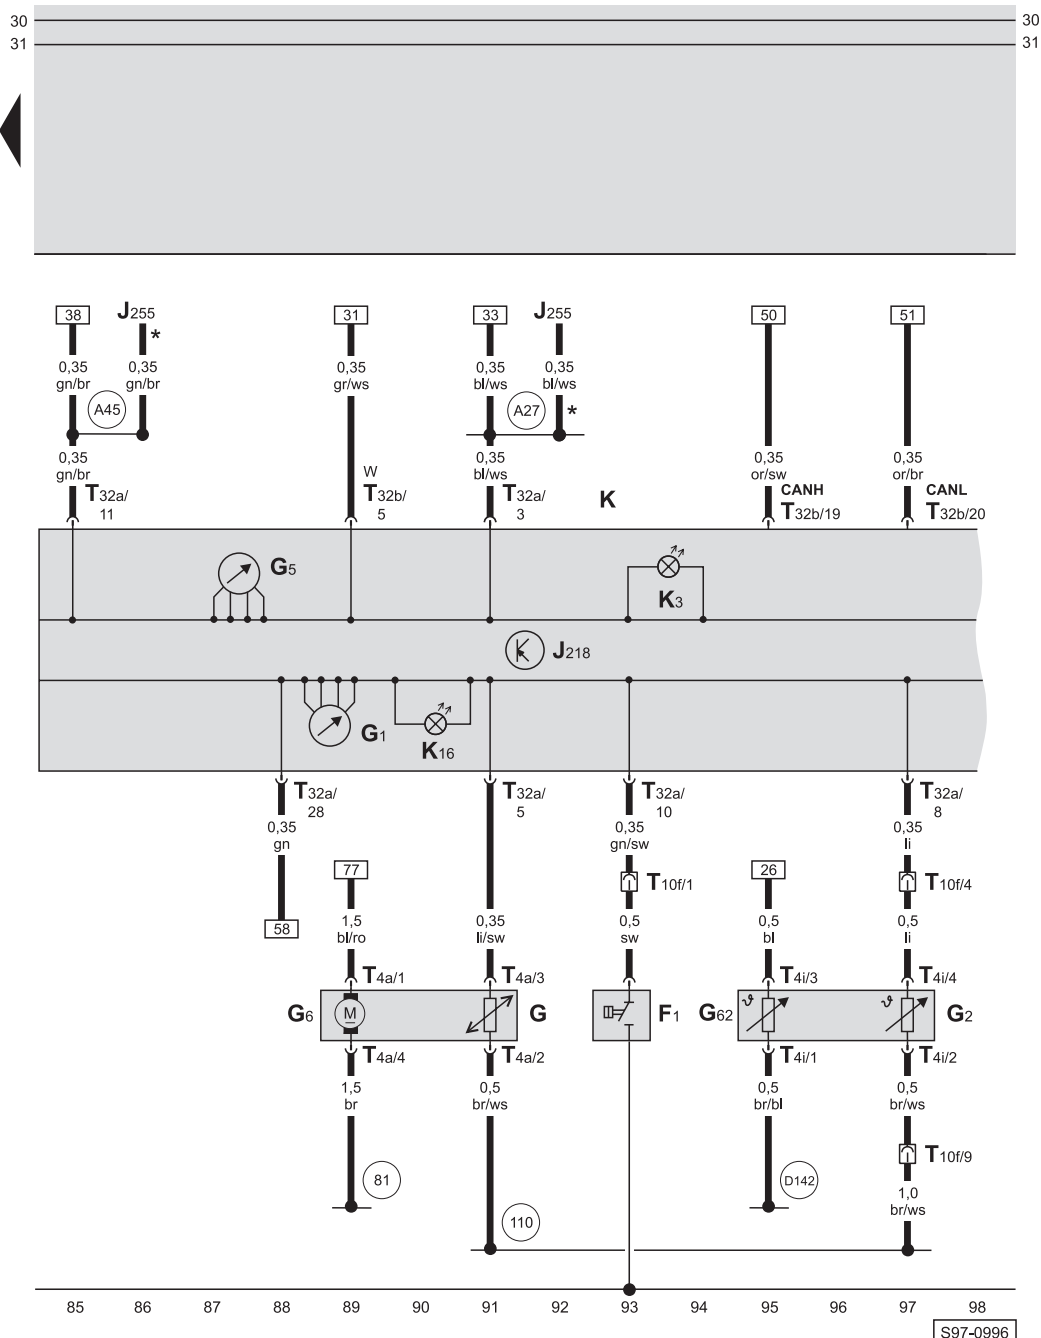 30 30
31 31
38 J255 31 33 J255 50 51
* 
0,35 0,35 0,35 0,35 0,35
gn/br gn/br gr/ws bl/ws bl/ws
A45 A27 *
0,35 0,35 0,35 0,35
gn/br bl/ws or/sw or/br
W K CANH CANL
T32a/ T32b/ T32a/ T32b/19 T32b/20
11 5 3
G5
K3
J218
G1
K16
T32a/ T32a/ T32a/ T32a/
28 5 10 8
0,35 0,35 0,35
gn gn/sw li
77 26
T10f/1 T10f/4
58
1,5 0,35 0,5 0,5 0,5
bl/ro li/sw sw bl li
T4a/1 T4a/3 T4i/3 T4i/4
G6 M G F1 G62 ϑ ϑ G2
T4a/4 T4a/2 T4i/1 T4i/2
1,5 0,5 0,5 0,5
br br/ws br/bl br/ws
T10f/9
81 D142
1,0
br/ws
110
85 86 87 88 89 90 91 92 93 94 95 96 97 98
S97-0996